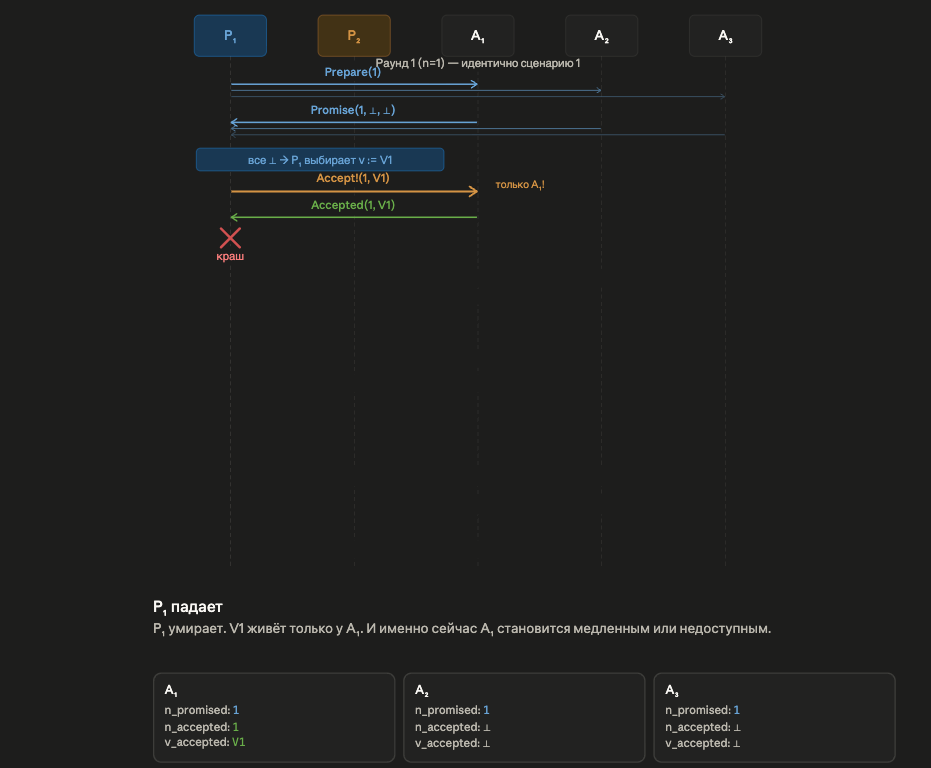 P₁ P₂ A₁ A₂ A₃
Раунд 1 (n=1) — идентично сценарию 1
Prepare(1)
Promise(1, ⊥, ⊥)
все ⊥ → P₁ выбирает v := V1
Accept!(1, V1)
только A₁!
Accepted(1, V1)
краш
P₁ падает
P₁ умирает. V1 живёт только у A₁. И именно сейчас A₁ становится медленным или недоступным.
A₁
n_promised: 1
n_accepted: 1
v_accepted: V1
A₂
n_promised: 1
n_accepted: ⊥
v_accepted: ⊥
A₃
n_promised: 1
n_accepted: ⊥
v_accepted: ⊥